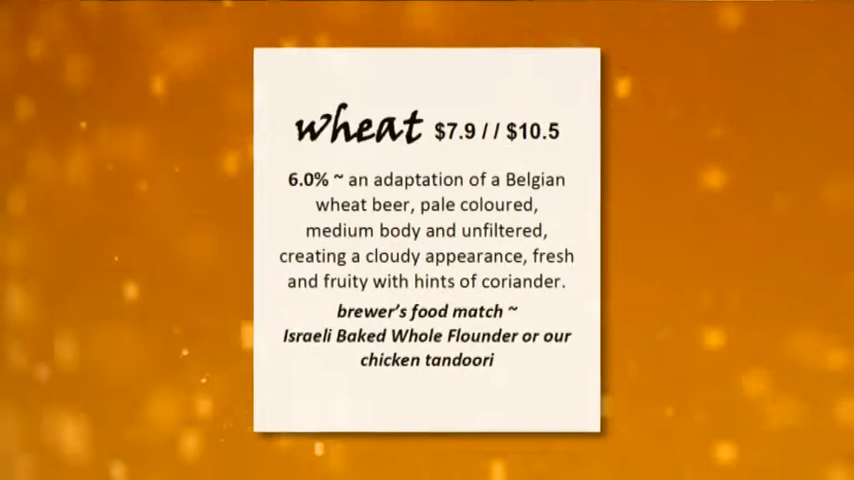 wheat $7.9 // $10.5
6.0% ~ an adaptation of a Belgian
wheat beer, pale coloured,
medium body and unfiltered,
creating a cloudy appearance, fresh
and fruity with hints of coriander.
brewer's food match ~
Israeli Baked Whole Flounder or our
chicken tandoori